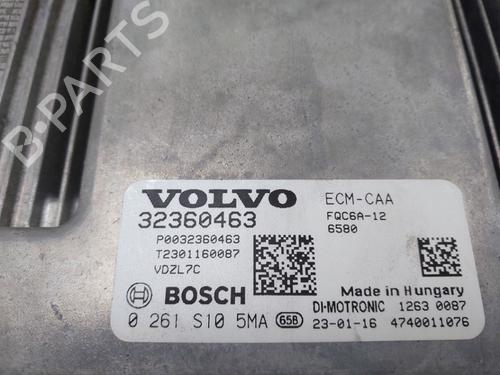 B-PARTS
VOLVO
32360463
P0032360463
T2301160087
VDZL7C
ECM-CAA
FQC6A-12
6580
BOSCH
0 261 S10 5MA 65B
Made in Hungary
DI-MOTRONIC 1263 0087
23-01-16 4740011076